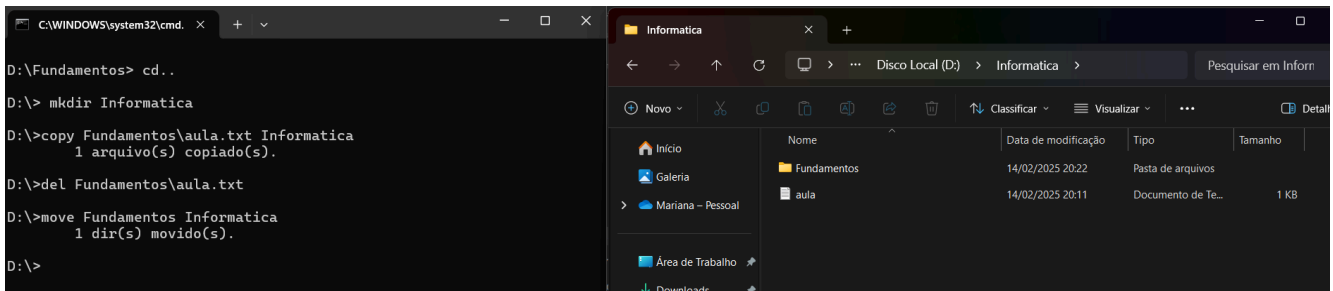 C:\WINDOWS\system32\cmd.
D:\Fundamentos> cd..
D:\> mkdir Informatica
D:\>copy Fundamentos\aula.txt Informatica
1 arquivo(s) copiado(s).
D:\>del Fundamentos\aula.txt
D:\>move Fundamentos Informatica
1 dir(s) movido(s).
D:\>
Informatica
Disco Local (D:) > Informatica >
Pesquisar em Inform
Novo
Classificar
Visualizar
Detalh
Início
Galeria
Mariana – Pessoal
Área de Trabalho
Downloads
Nome Data de modificação Tipo Tamanho
Fundamentos 14/02/2025 20:22 Pasta de arquivos
aula 14/02/2025 20:11 Documento de Te... 1 KB